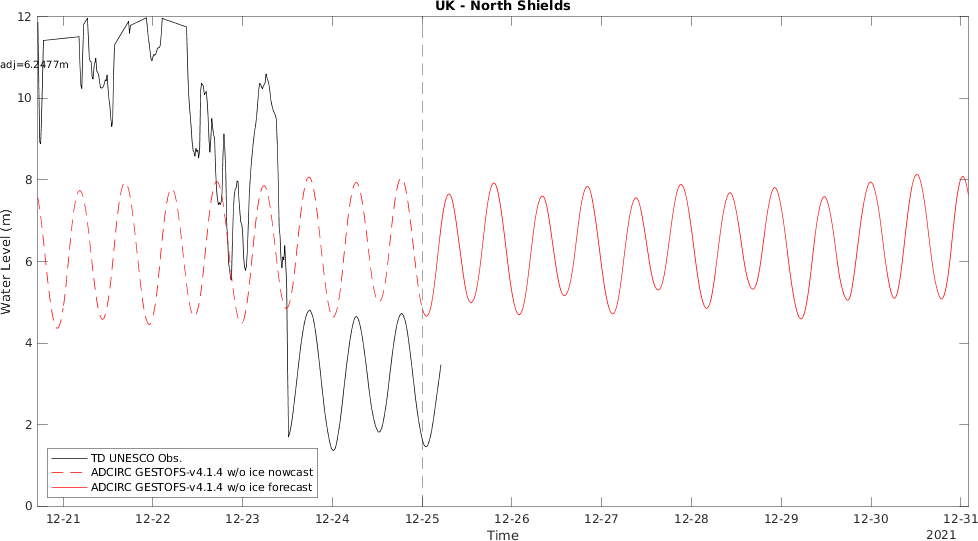 UK - North Shields
12
adj=6.2477m
10
8
6
4
2
0
Water Level (m)
TD UNESCO Obs.
ADCIRC GESTOFS-v4.1.4 w/o ice nowcast
ADCIRC GESTOFS-v4.1.4 w/o ice forecast
12-21 12-22 12-23 12-24 12-25 12-26 12-27 12-28 12-29 12-30 12-31
Time
2021